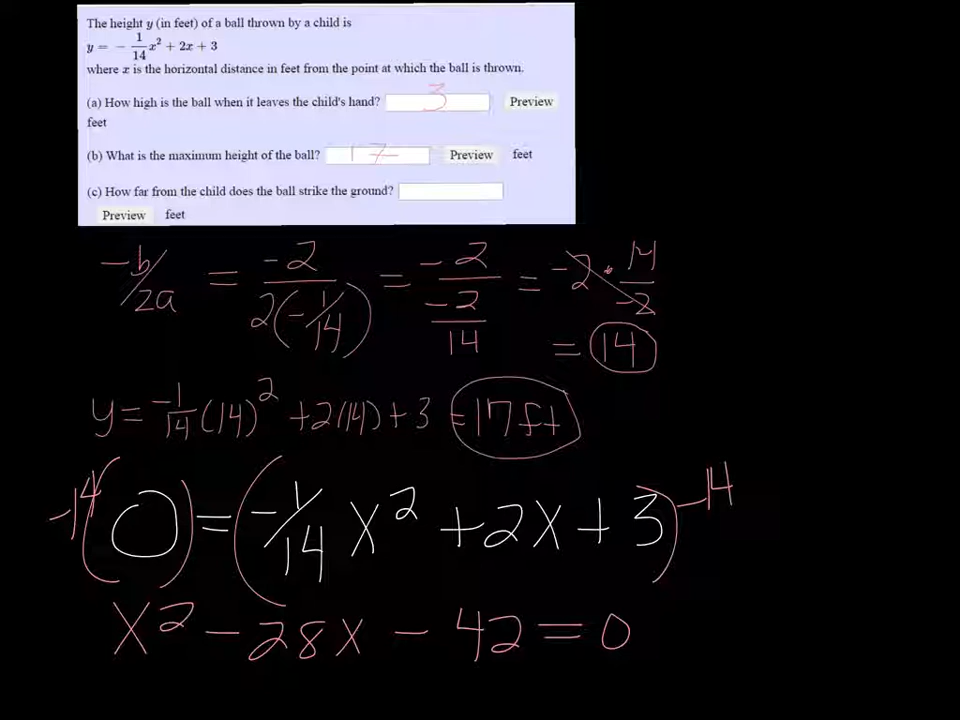 The height y (in feet) of a ball thrown by a child is
y = - 1/14 x² + 2x + 3
where x is the horizontal distance in feet from the point at which the ball is thrown.
(a) How high is the ball when it leaves the child's hand? 3 Preview
feet
(b) What is the maximum height of the ball? 17 Preview feet
(c) How far from the child does the ball strike the ground?
Preview feet
-b/2a = -2/2(-1/14) = -2/(-2/14) = -2 · 14/-2
= 14
y = -1/14 (14)² + 2(14) + 3 = 17 ft
-14 (0) = (-1/14 x² + 2x + 3) -14
x² - 28x - 42 = 0